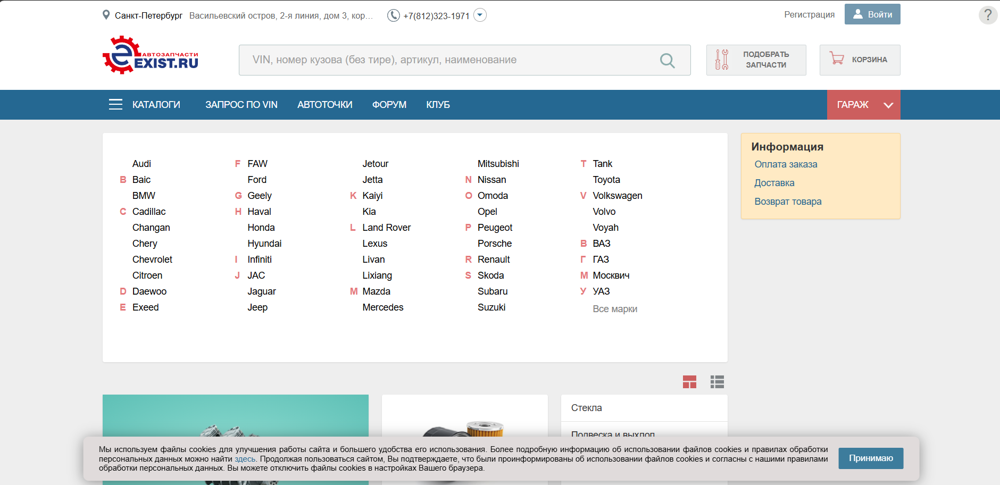 Санкт-Петербург Васильевский остров, 2-я линия, дом 3, кор... +7(812)323-1971
Регистрация Войти ?
АВТОЗАПЧАСТИ
EXIST.RU
VIN, номер кузова (без тире), артикул, наименование
ПОДОБРАТЬ
ЗАПЧАСТИ
КОРЗИНА
КАТАЛОГИ ЗАПРОС ПО VIN АВТОТОЧКИ ФОРУМ КЛУБ ГАРАЖ
Audi
B Baic
BMW
C Cadillac
Changan
Chery
Chevrolet
Citroen
D Daewoo
E Exeed
F FAW
Ford
G Geely
H Haval
Honda
Hyundai
I Infiniti
J JAC
Jaguar
Jeep
Jetour
Jetta
K Kaiyi
Kia
L Land Rover
Lexus
Livan
Lixiang
M Mazda
Mercedes
Mitsubishi
N Nissan
O Omoda
Opel
P Peugeot
Porsche
R Renault
S Skoda
Subaru
Suzuki
T Tank
Toyota
V Volkswagen
Volvo
Voyah
В ВАЗ
Г ГАЗ
М Москвич
У УАЗ
Все марки
Информация
Оплата заказа
Доставка
Возврат товара
Стекла
Подвеска и выхлоп
Мы используем файлы cookies для улучшения работы сайта и большего удобства его использования. Более подробную информацию об использовании файлов cookies и правилах обработки
персональных данных можно найти здесь. Продолжая пользоваться сайтом, Вы подтверждаете, что были проинформированы об использовании файлов cookies и согласны с нашими правилами
обработки персональных данных. Вы можете отключить файлы cookies в настройках Вашего браузера.
Принимаю